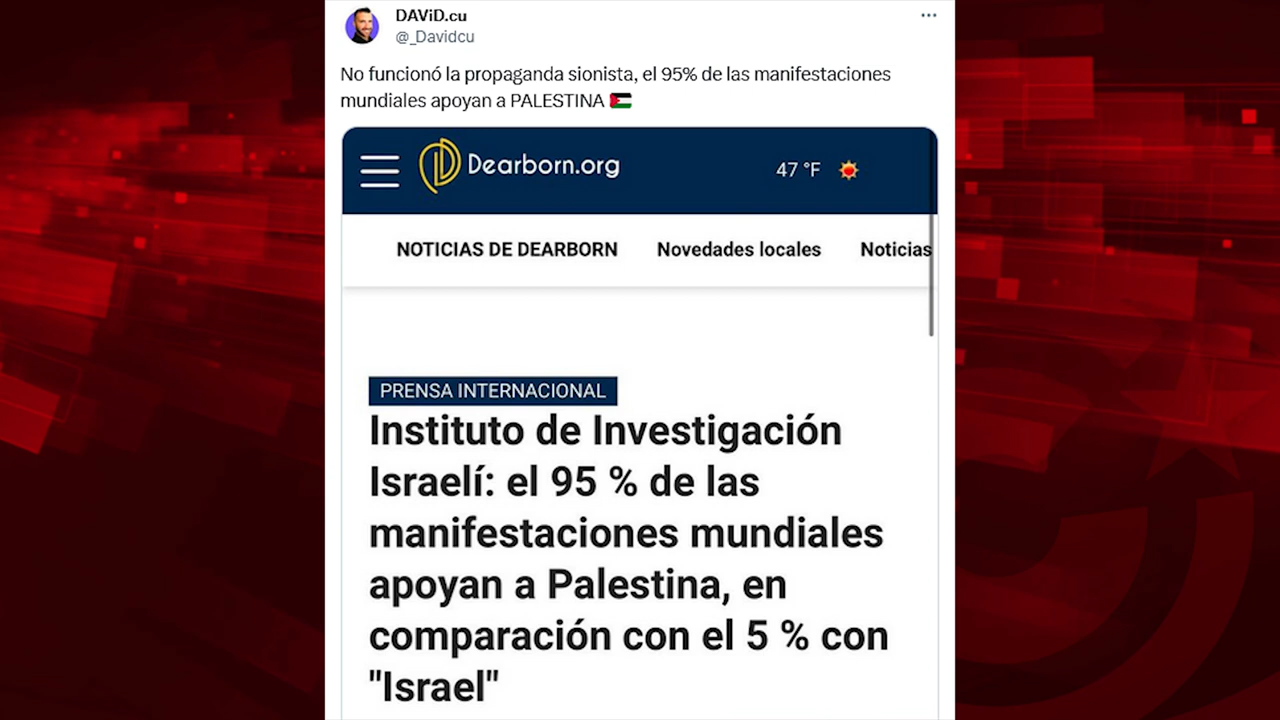 DAViD.cu
@_Davidcu
No funcionó la propaganda sionista, el 95% de las manifestaciones
mundiales apoyan a PALESTINA 🇵🇸
Dearborn.org
47 °F
NOTICIAS DE DEARBORN Novedades locales Noticias
PRENSA INTERNACIONAL
Instituto de Investigación
Israelí: el 95 % de las
manifestaciones mundiales
apoyan a Palestina, en
comparación con el 5 % con
"Israel"